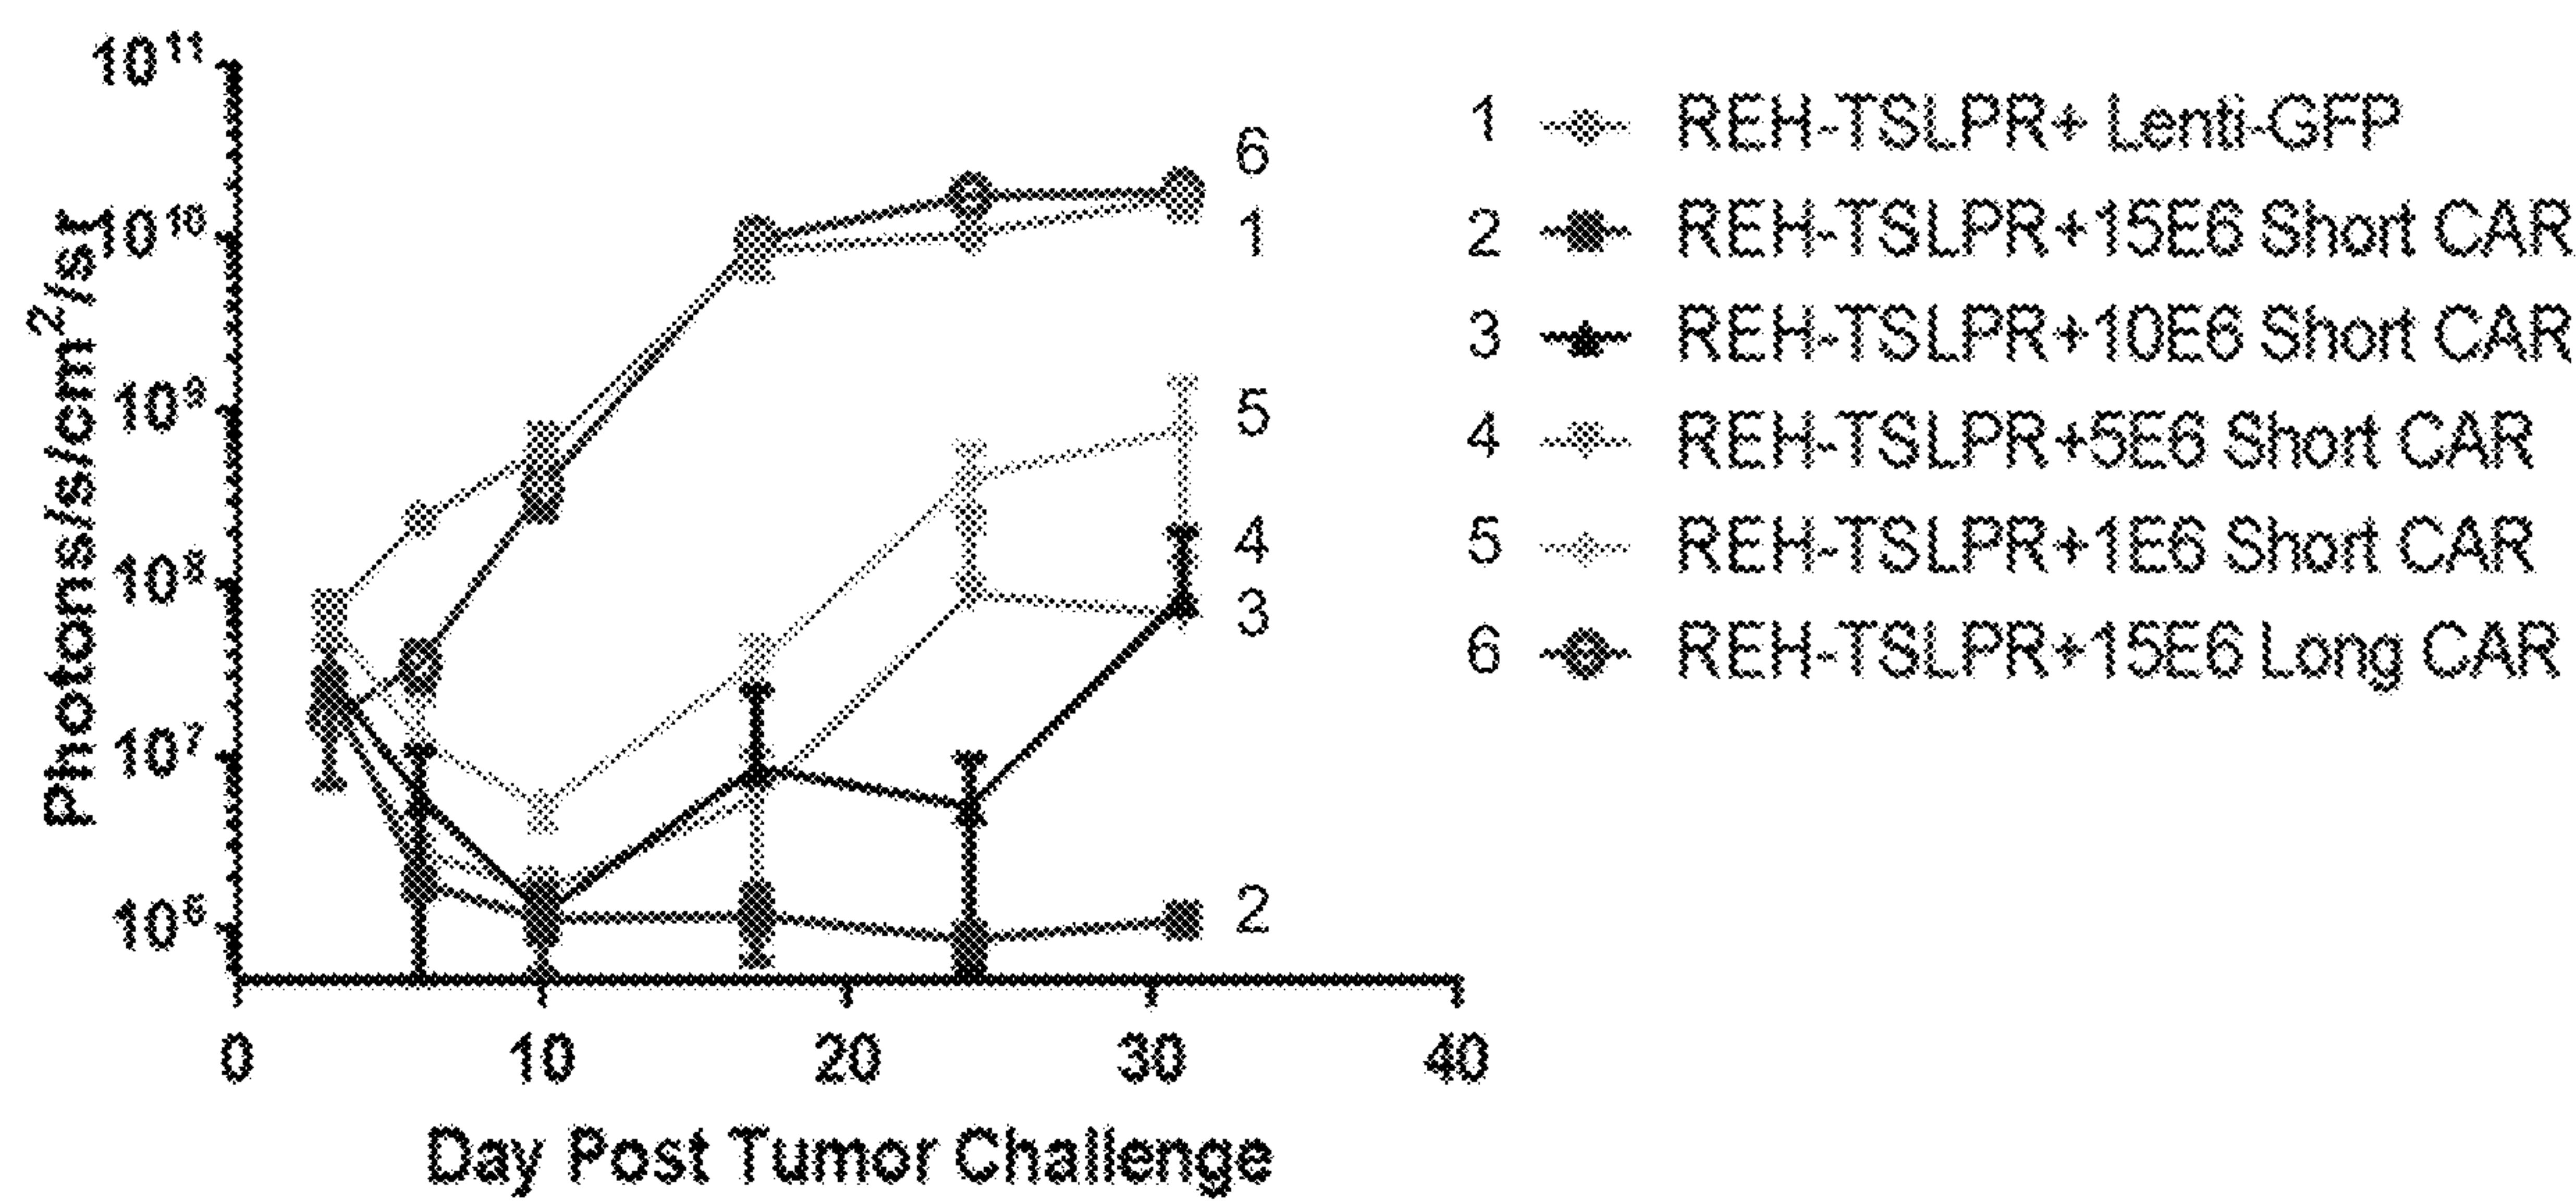 Photons/s/cm²/sr
10¹¹
10¹⁰
10⁹
10⁸
10⁷
10⁶
0 10 20 30 40
Day Post Tumor Challenge
6
1
5
4
3
2
1 REH-TSLPR+ Lenti-GFP
2 REH-TSLPR+15E6 Short CAR
3 REH-TSLPR+10E6 Short CAR
4 REH-TSLPR+5E6 Short CAR
5 REH-TSLPR+1E6 Short CAR
6 REH-TSLPR+15E6 Long CAR